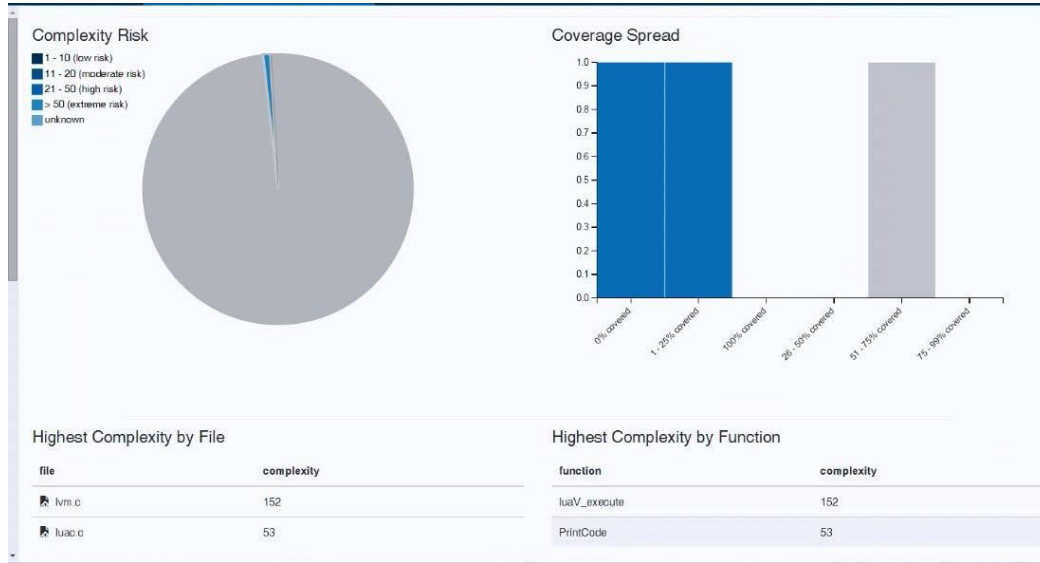 Complexity Risk
1 - 10 (low risk)
11 - 20 (moderate risk)
21 - 50 (high risk)
> 50 (extreme risk)
unknown
Coverage Spread
1.0
0.9
0.8
0.7
0.6
0.5
0.4
0.3
0.2
0.1
0.0
0% covered
1 - 25% covered
100% covered
26 - 50% covered
51 - 75% covered
75 - 99% covered
Highest Complexity by File
file complexity
lvm.c 152
luac.c 53
Highest Complexity by Function
function complexity
luaV_execute 152
PrintCode 53